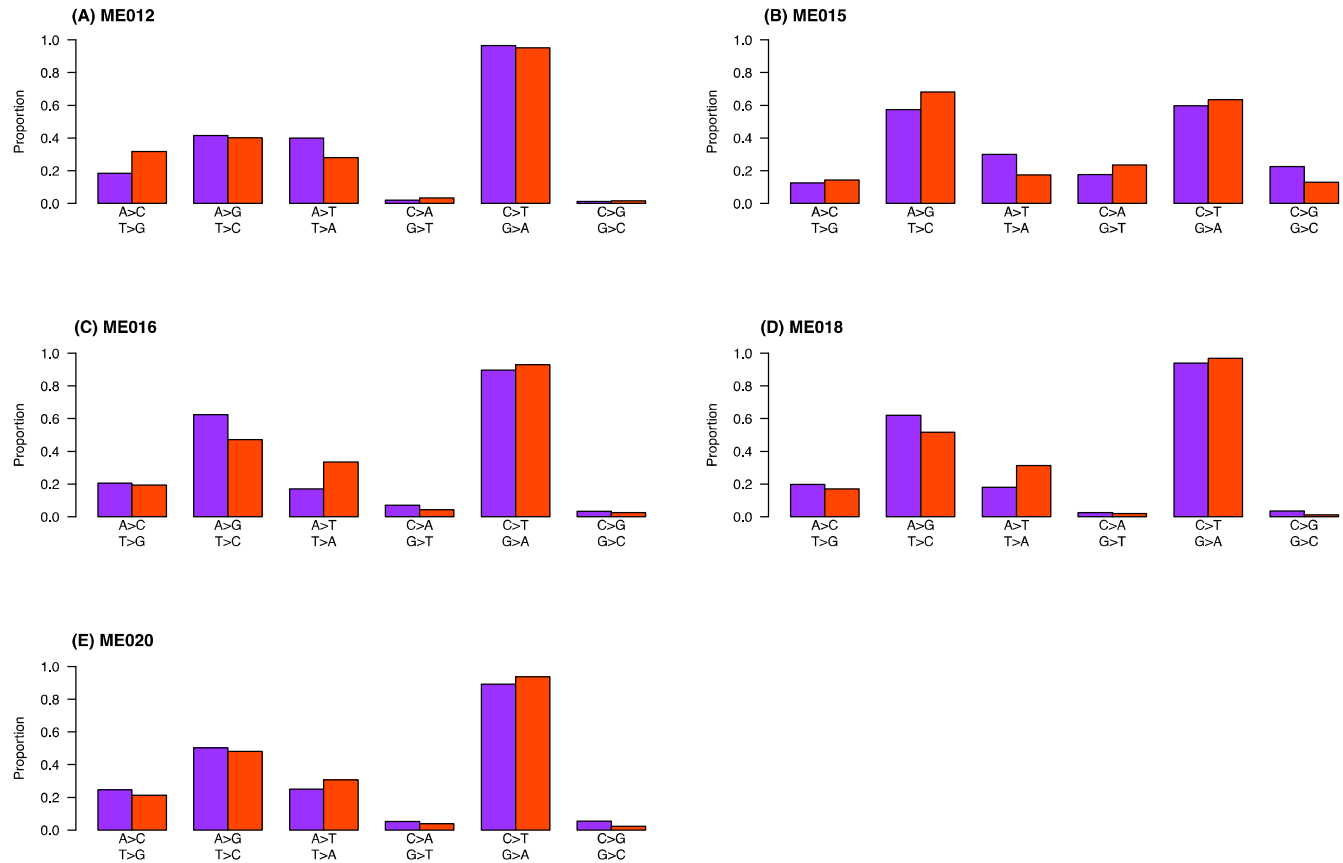 (A) ME012
Proportion
1.0
0.8
0.6
0.4
0.2
0.0
A>C A>G A>T C>A C>T C>G
T>G T>C T>A G>T G>A G>C
(B) ME015
Proportion
1.0
0.8
0.6
0.4
0.2
0.0
A>C A>G A>T C>A C>T C>G
T>G T>C T>A G>T G>A G>C
(C) ME016
Proportion
1.0
0.8
0.6
0.4
0.2
0.0
A>C A>G A>T C>A C>T C>G
T>G T>C T>A G>T G>A G>C
(D) ME018
Proportion
1.0
0.8
0.6
0.4
0.2
0.0
A>C A>G A>T C>A C>T C>G
T>G T>C T>A G>T G>A G>C
(E) ME020
Proportion
1.0
0.8
0.6
0.4
0.2
0.0
A>C A>G A>T C>A C>T C>G
T>G T>C T>A G>T G>A G>C